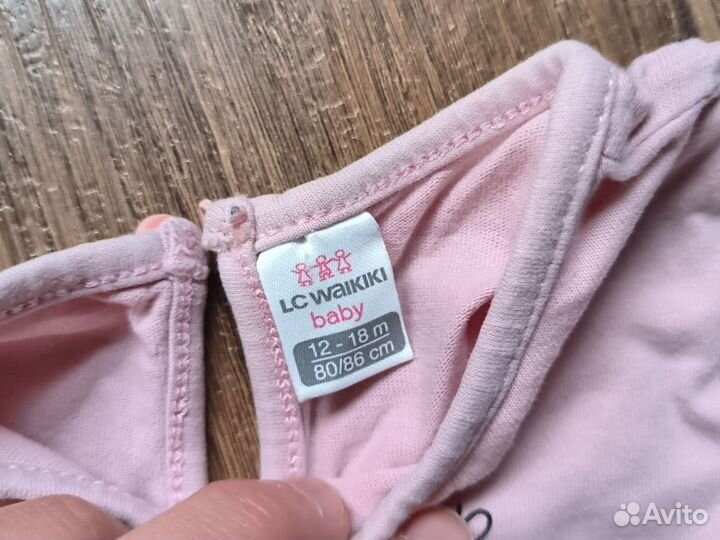 LC WAIKIKI
baby
12 - 18 m
80/86 cm
Avito